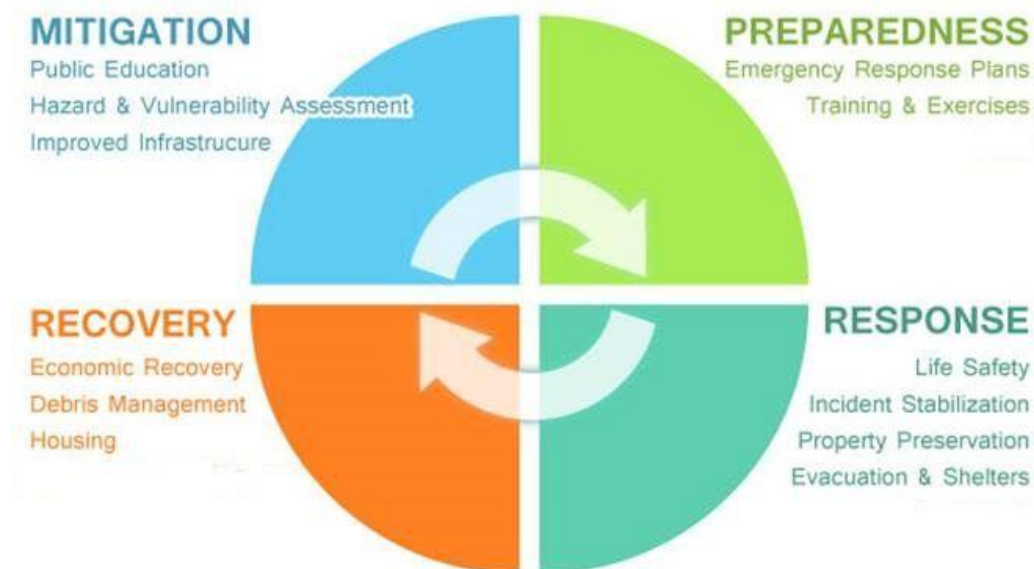 MITIGATION
Public Education
Hazard & Vulnerability Assessment
Improved Infrastrucure
PREPAREDNESS
Emergency Response Plans
Training & Exercises
RECOVERY
Economic Recovery
Debris Management
Housing
RESPONSE
Life Safety
Incident Stabilization
Property Preservation
Evacuation & Shelters